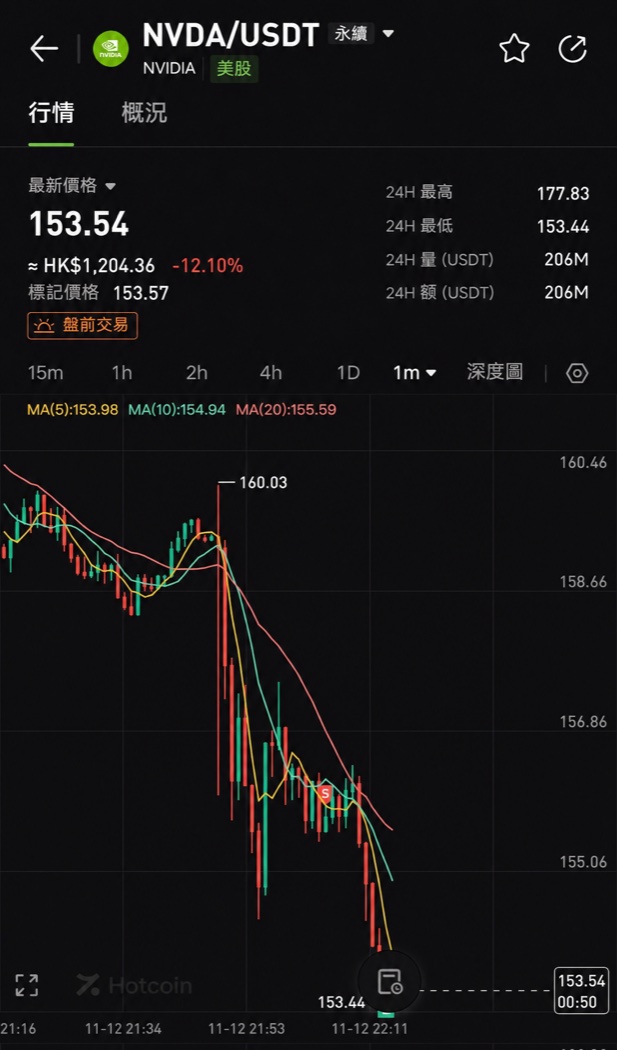 NVDA/USDT 永續
NVIDIA 美股
行情 概況
最新價格
153.54
≈ HK$1,204.36 -12.10%
標記價格 153.57
盤前交易
24H 最高 177.83
24H 最低 153.44
24H 量 (USDT) 206M
24H 额 (USDT) 206M
15m 1h 2h 4h 1D 1m 深度圖
MA(5):153.98 MA(10):154.94 MA(20):155.59
160.46
160.03
158.66
156.86
S
155.06
Hotcoin
153.54
00:50
153.44
21:16 11-12 21:34 11-12 21:53 11-12 22:11